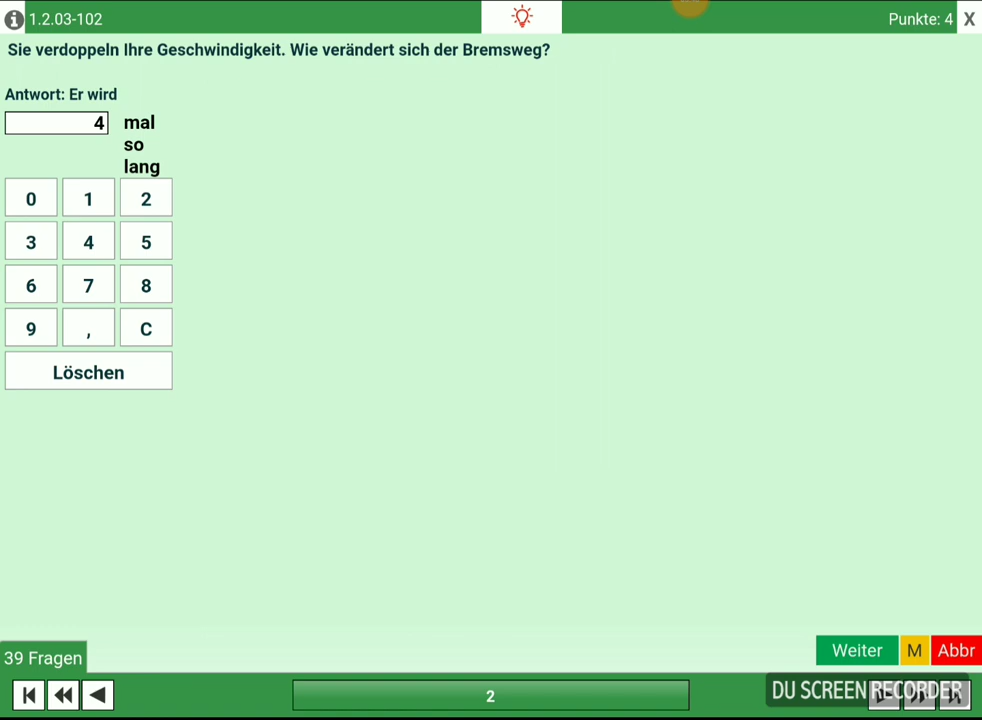 1.2.03-102
Punkte: 4 X
Sie verdoppeln Ihre Geschwindigkeit. Wie verändert sich der Bremsweg?
Antwort: Er wird
4 mal
so
lang
0 1 2
3 4 5
6 7 8
9 , C
Löschen
39 Fragen
Weiter M Abbr
2
DU SCREEN RECORDER